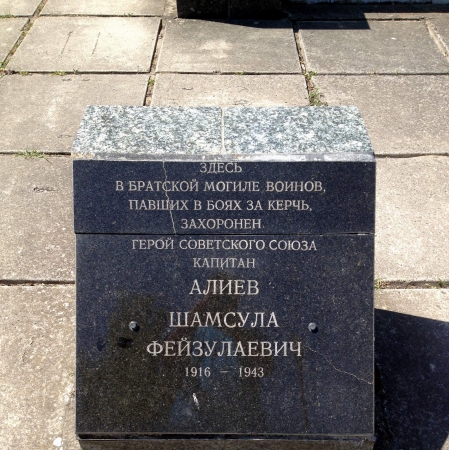 ЗДЕСЬ
В БРАТСКОЙ МОГИЛЕ ВОИНОВ,
ПАВШИХ В БОЯХ ЗА КЕРЧЬ,
ЗАХОРОНЕН
ГЕРОЙ СОВЕТСКОГО СОЮЗА
КАПИТАН
АЛИЕВ
ШАМСУЛА
ФЕЙЗУЛАЕВИЧ
1916 – 1943